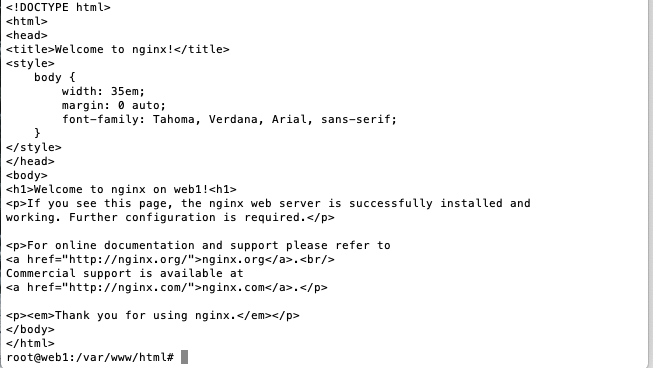 <!DOCTYPE html>
<html>
<head>
<title>Welcome to nginx!</title>
<style>
    body {
        width: 35em;
        margin: 0 auto;
        font-family: Tahoma, Verdana, Arial, sans-serif;
    }
</style>
</head>
<body>
<h1>Welcome to nginx on web1!<h1>
<p>If you see this page, the nginx web server is successfully installed and
working. Further configuration is required.</p>

<p>For online documentation and support please refer to
<a href="http://nginx.org/">nginx.org</a>.<br/>
Commercial support is available at
<a href="http://nginx.com/">nginx.com</a>.</p>

<p><em>Thank you for using nginx.</em></p>
</body>
</html>
root@web1:/var/www/html#